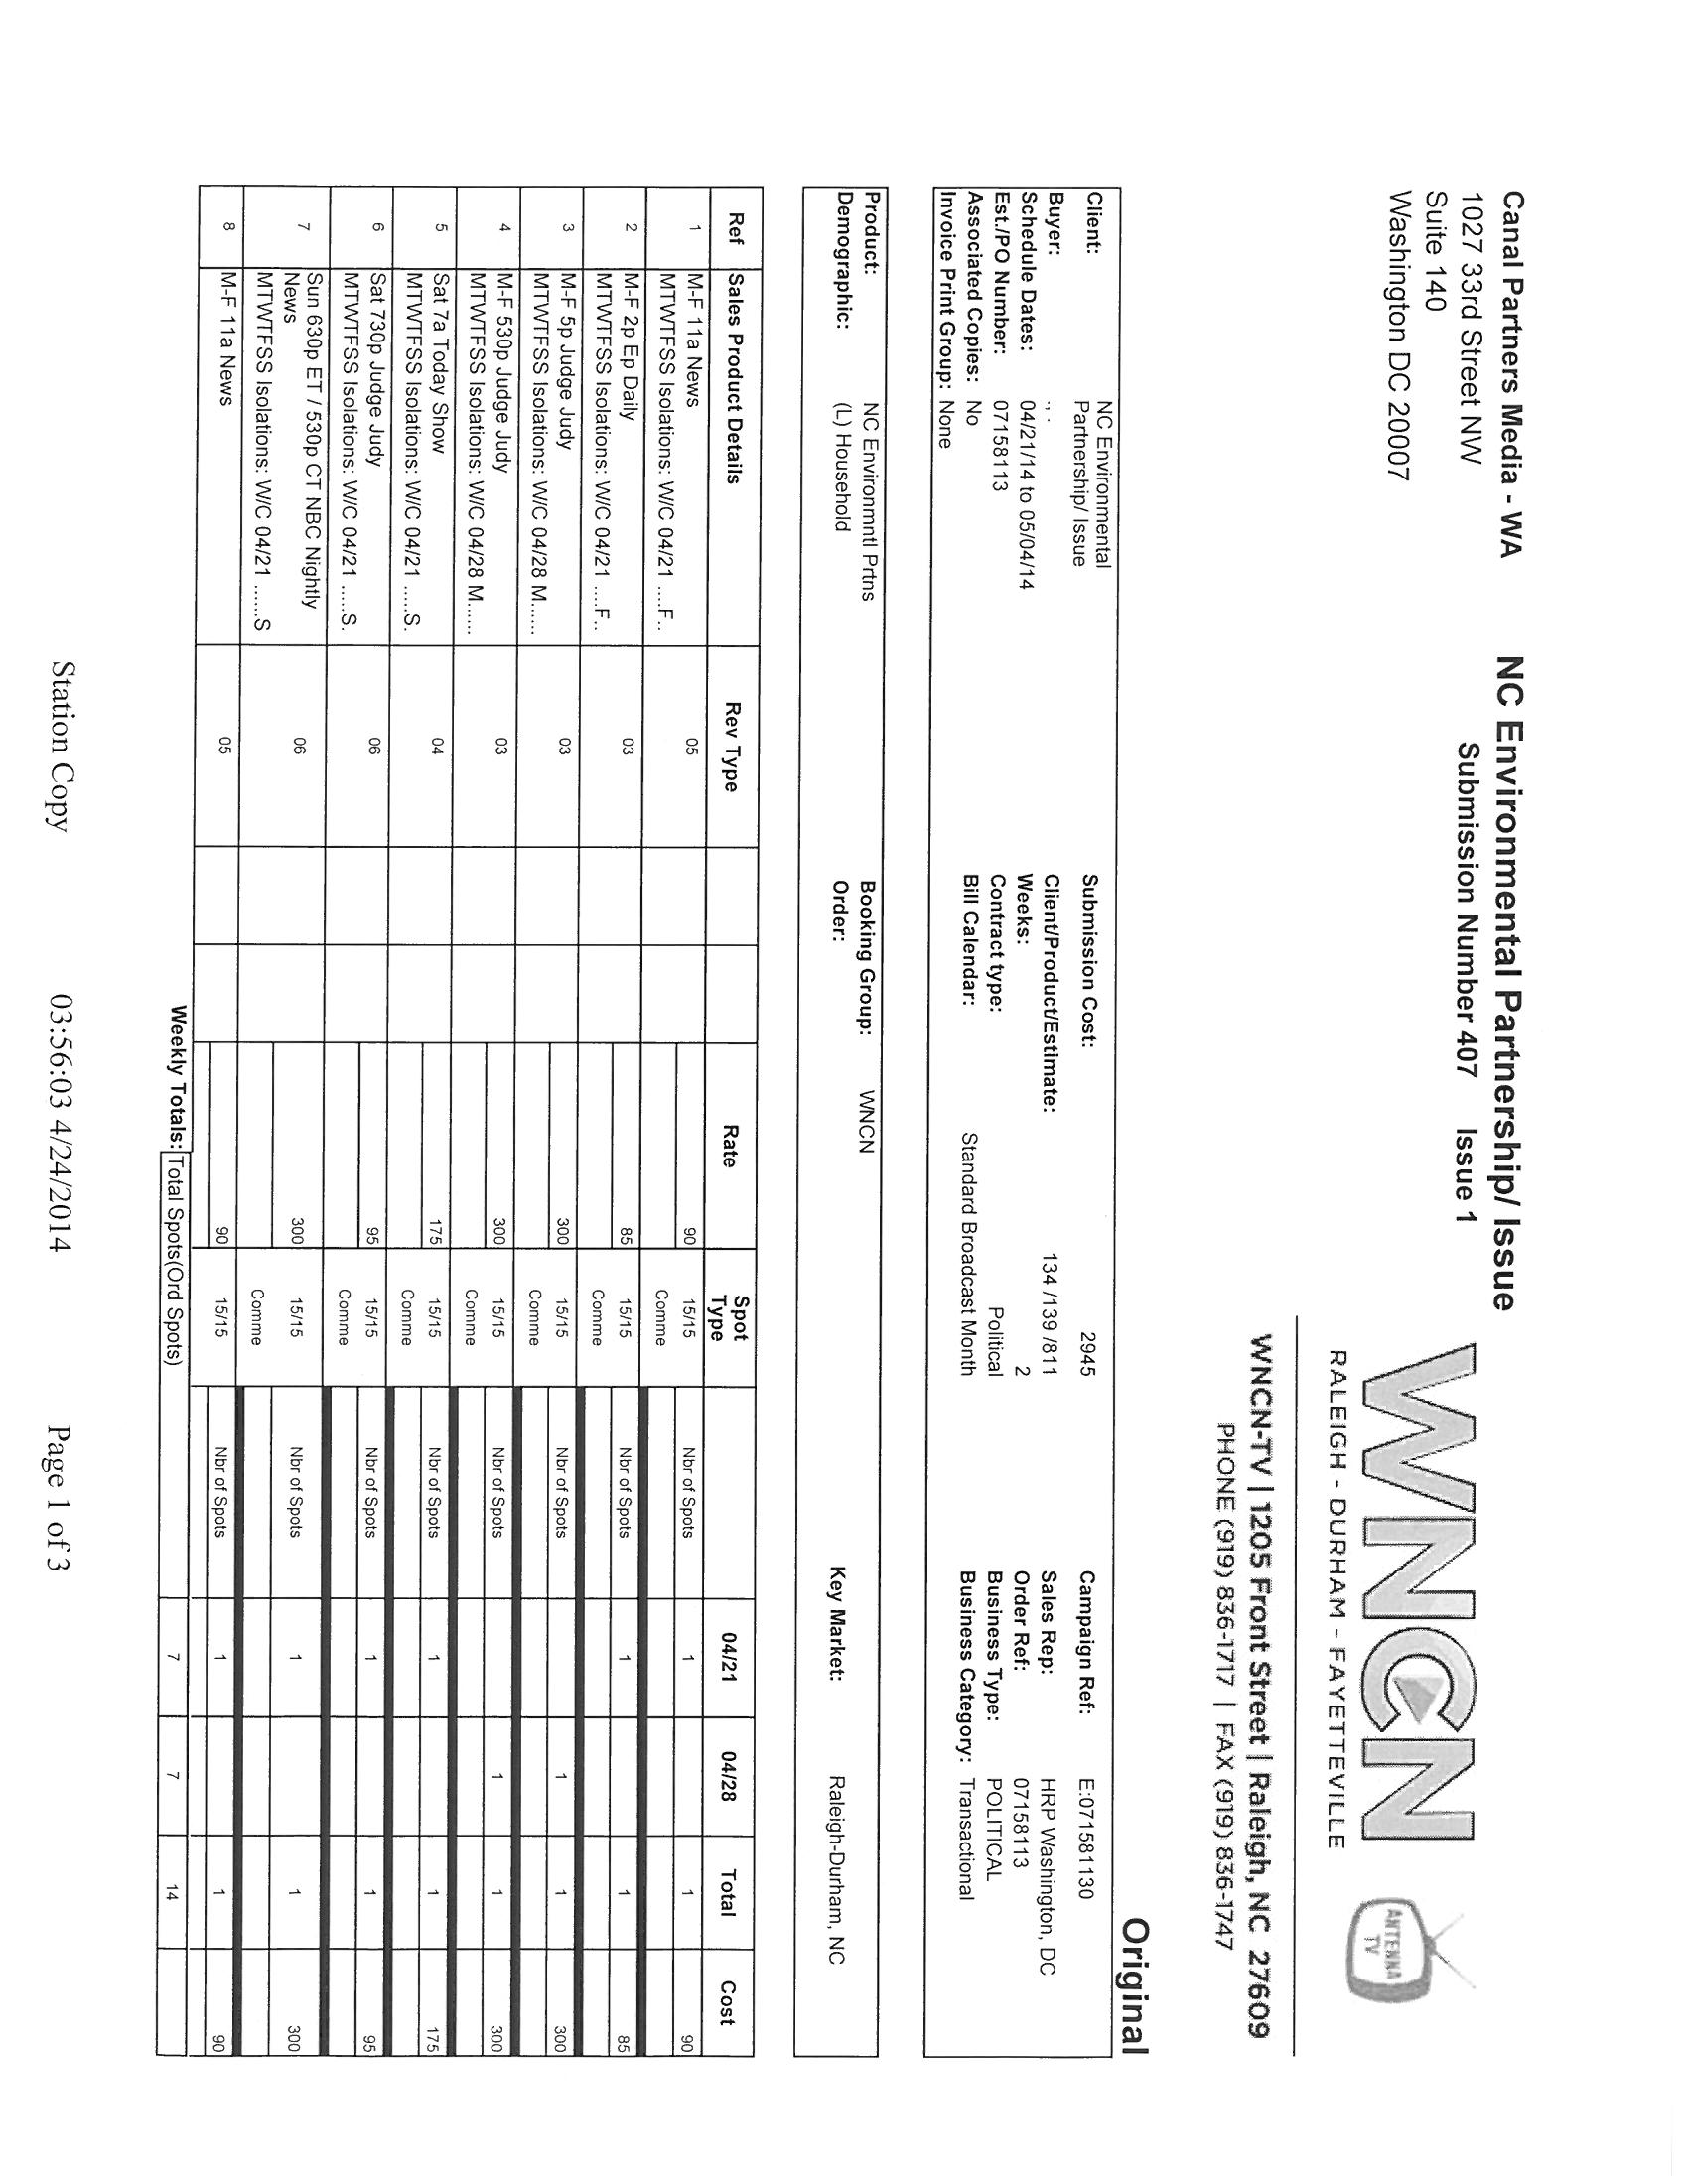 Canal Partners Media - WA
1027 33rd Street NW
Suite 140
Washington DC 20007
NC Environmental Partnership/ Issue
Submission Number 407 Issue 1
WNCN
RALEIGH - DURHAM - FAYETTEVILLE
ANTENNA
TV
WNCN-TV | 1205 Front Street | Raleigh, NC 27609
PHONE (919) 836-1717 | FAX (919) 836-1747
Original
Client: NC Environmental Partnership/ Issue
Buyer: ., .
Schedule Dates: 04/21/14 to 05/04/14
Est./PO Number: 07158113
Associated Copies: No
Invoice Print Group: None
Submission Cost: 2945
Client/Product/Estimate: 134 /139 /811
Weeks: 2
Contract type: Political
Bill Calendar: Standard Broadcast Month
Campaign Ref: E:071581130
Sales Rep: HRP Washington, DC
Order Ref: 07158113
Business Type: POLITICAL
Business Category: Transactional
Product: NC Environmntl Prtns
Demographic: (L) Household
Booking Group: WNCN
Order:
Key Market: Raleigh-Durham, NC
Ref Sales Product Details Rev Type Rate Spot Type 04/21 04/28 Total Cost
1 M-F 11a News 05 90 15/15 Nbr of Spots 1 1 90
MTWTFSS Isolations: W/C 04/21 ....F.. Comme
2 M-F 2p Ep Daily 03 85 15/15 Nbr of Spots 1 1 85
MTWTFSS Isolations: W/C 04/21 ....F.. Comme
3 M-F 5p Judge Judy 03 300 15/15 Nbr of Spots 1 1 300
MTWTFSS Isolations: W/C 04/28 M...... Comme
4 M-F 530p Judge Judy 03 300 15/15 Nbr of Spots 1 1 300
MTWTFSS Isolations: W/C 04/28 M...... Comme
5 Sat 7a Today Show 04 175 15/15 Nbr of Spots 1 1 175
MTWTFSS Isolations: W/C 04/21 .....S. Comme
6 Sat 730p Judge Judy 06 95 15/15 Nbr of Spots 1 1 95
MTWTFSS Isolations: W/C 04/21 .....S. Comme
7 Sun 630p ET / 530p CT NBC Nightly
News 06 300 15/15 Nbr of Spots 1 1 300
MTWTFSS Isolations: W/C 04/21 ......S Comme
8 M-F 11a News 05 90 15/15 Nbr of Spots 1 1 90
Weekly Totals: Total Spots(Ord Spots) 7 7 14
Station Copy 03:56:03 4/24/2014 Page 1 of 3